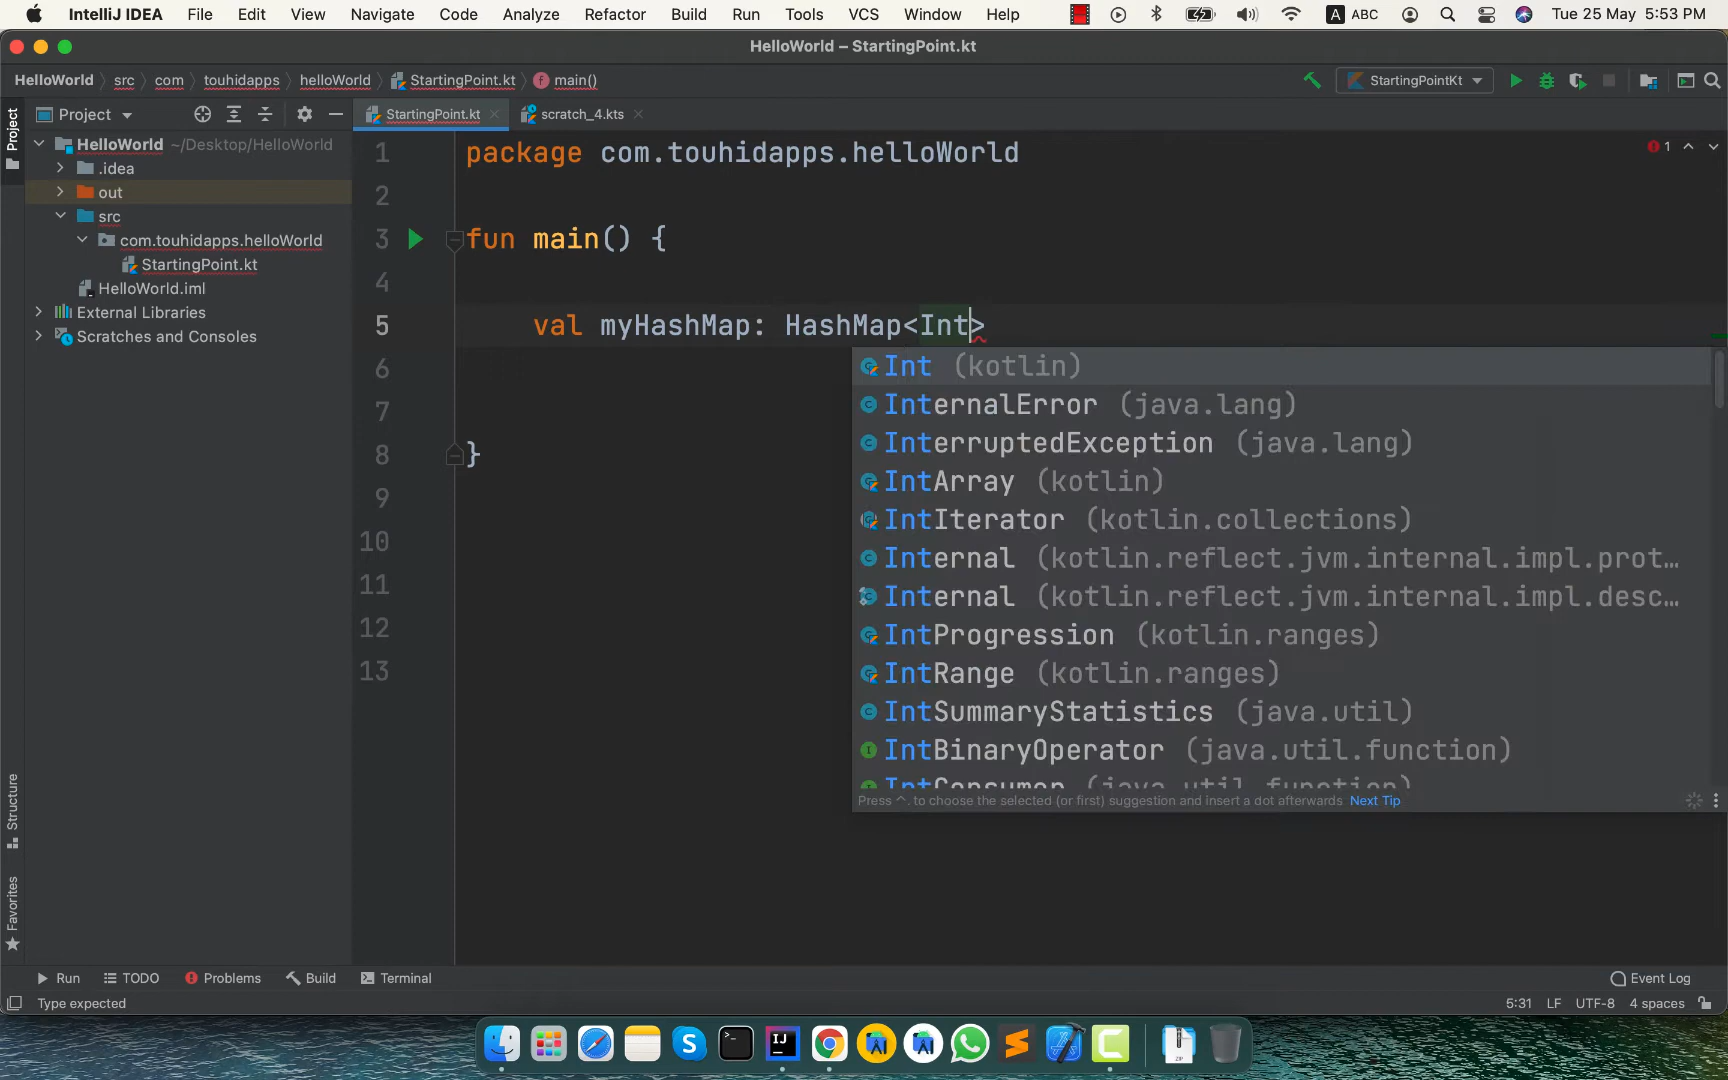 IntelliJ IDEA File Edit View Navigate Code Analyze Refactor Build Run Tools VCS Window Help A ABC Tue 25 May 5:53 PM
HelloWorld – StartingPoint.kt
HelloWorld src com touhidapps helloWorld StartingPoint.kt f main() StartingPointKt
Project StartingPoint.kt scratch_4.kts
Project
HelloWorld ~/Desktop/HelloWorld
.idea
out
src
com.touhidapps.helloWorld
StartingPoint.kt
HelloWorld.iml
External Libraries
Scratches and Consoles
1 package com.touhidapps.helloWorld
1
2
3 fun main() {
4
5 val myHashMap: HashMap<Int>
6
7
8 }
9
10
11
12
13
Int (kotlin)
InternalError (java.lang)
InterruptedException (java.lang)
IntArray (kotlin)
IntIterator (kotlin.collections)
Internal (kotlin.reflect.jvm.internal.impl.prot…
Internal (kotlin.reflect.jvm.internal.impl.desc…
IntProgression (kotlin.ranges)
IntRange (kotlin.ranges)
IntSummaryStatistics (java.util)
IntBinaryOperator (java.util.function)
IntConsumer (java.util.function)
Press ^. to choose the selected (or first) suggestion and insert a dot afterwards Next Tip
Structure
Favorites
Run TODO Problems Build Terminal Event Log
Type expected 5:31 LF UTF-8 4 spaces
IJ
ZIP